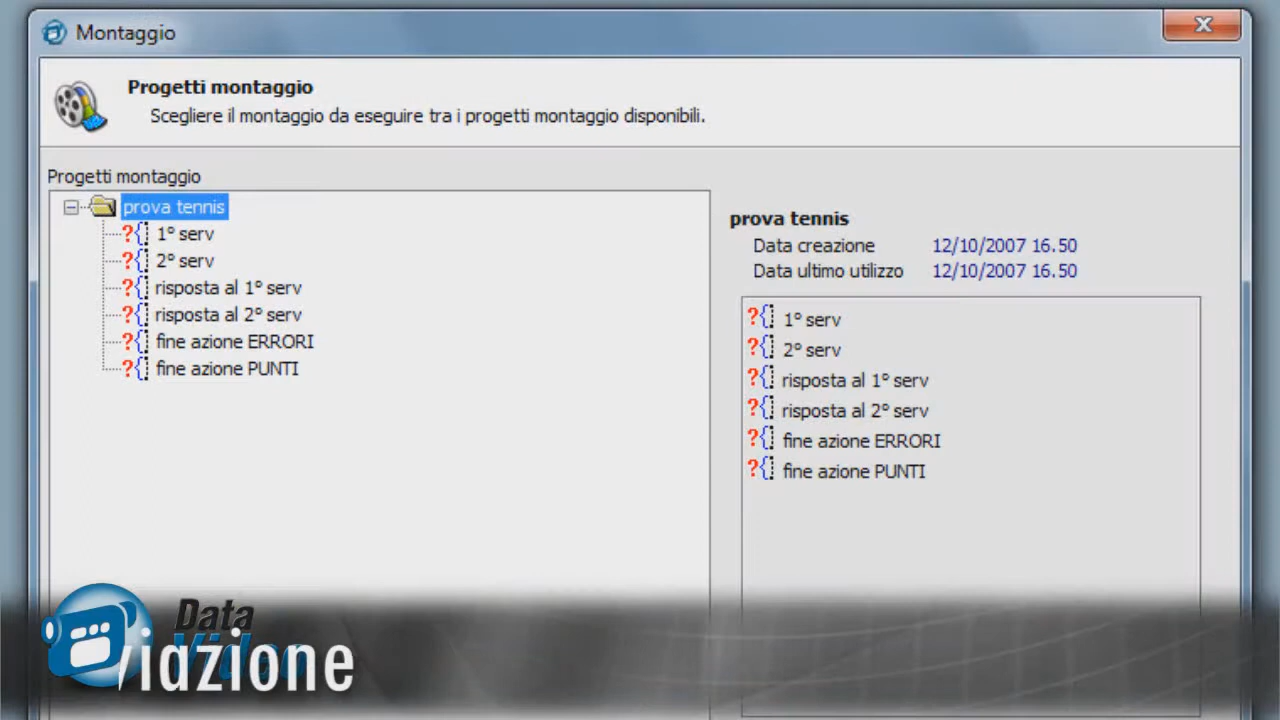 Montaggio
Progetti montaggio
Scegliere il montaggio da eseguire tra i progetti montaggio disponibili.
Progetti montaggio
prova tennis
1° serv
2° serv
risposta al 1° serv
risposta al 2° serv
fine azione ERRORI
fine azione PUNTI
prova tennis
Data creazione 12/10/2007 16.50
Data ultimo utilizzo 12/10/2007 16.50
1° serv
2° serv
risposta al 1° serv
risposta al 2° serv
fine azione ERRORI
fine azione PUNTI
Data